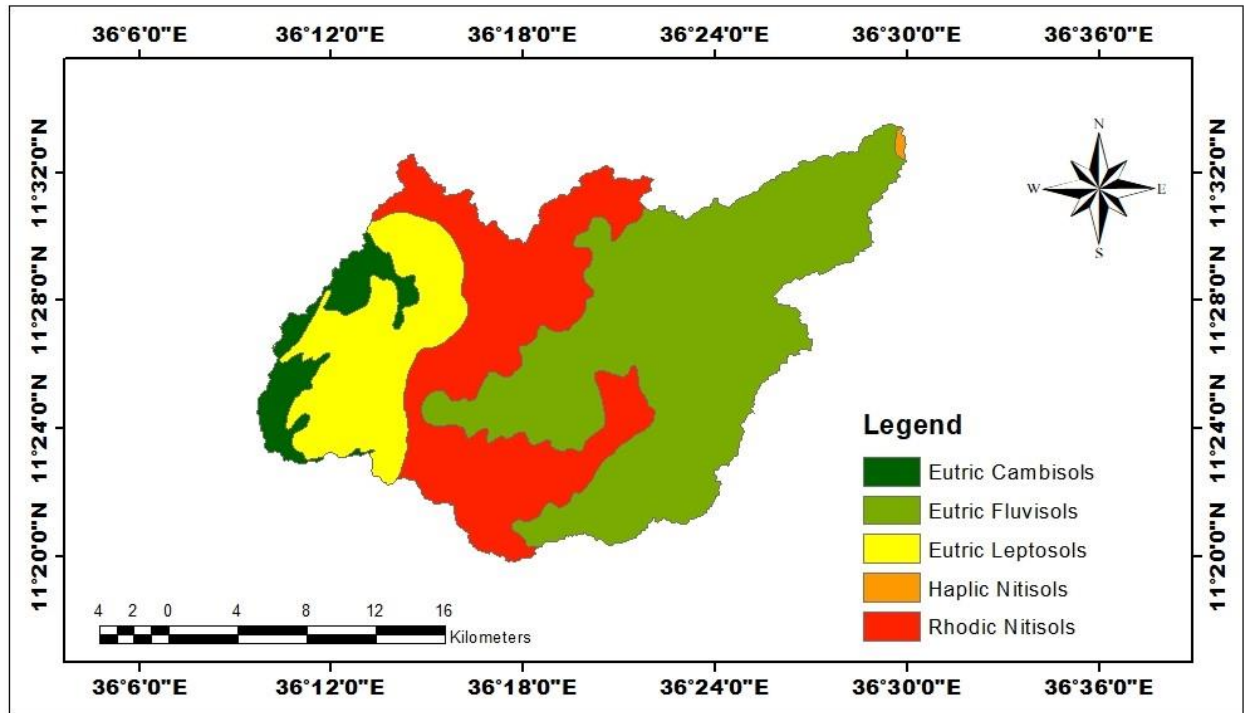 36°6'0"E 36°12'0"E 36°18'0"E 36°24'0"E 36°30'0"E 36°36'0"E
11°32'0"N 11°32'0"N
11°28'0"N 11°28'0"N
11°24'0"N 11°24'0"N
11°20'0"N 11°20'0"N
N
W E
S
Legend
Eutric Cambisols
Eutric Fluvisols
Eutric Leptosols
Haplic Nitisols
Rhodic Nitisols
4 2 0 4 8 12 16
Kilometers
36°6'0"E 36°12'0"E 36°18'0"E 36°24'0"E 36°30'0"E 36°36'0"E